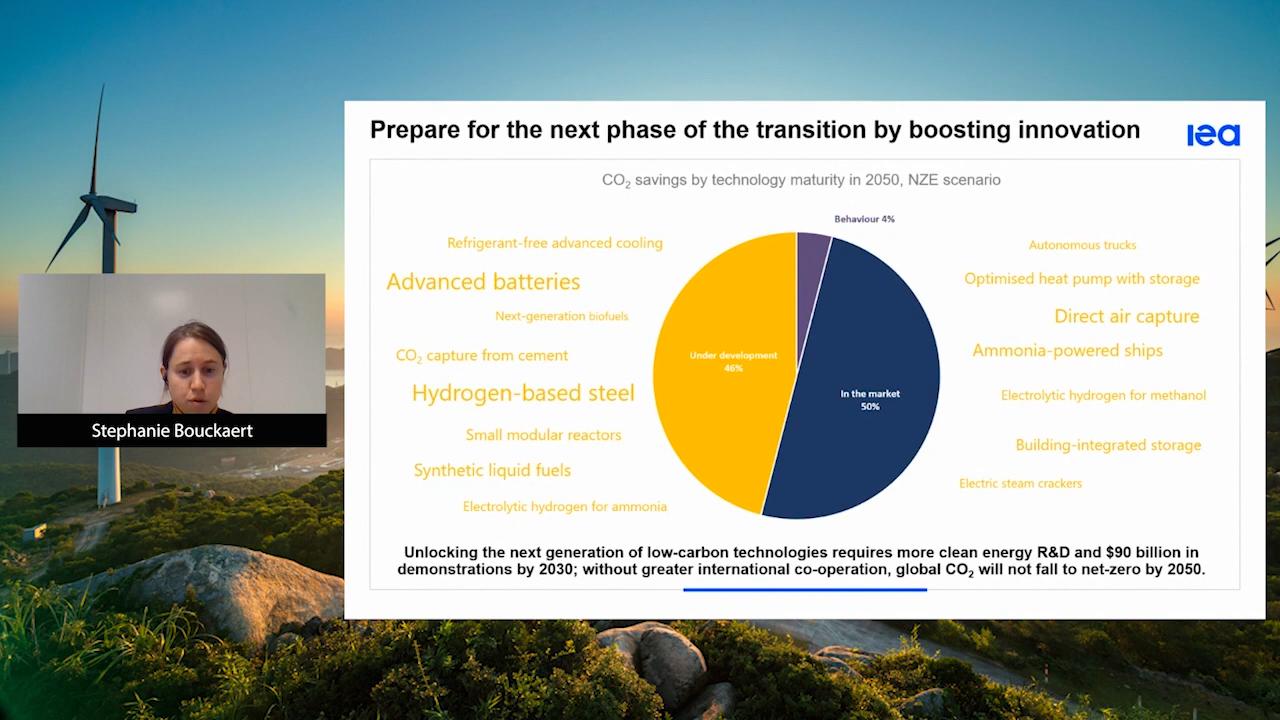 Prepare for the next phase of the transition by boosting innovation
iea
CO2 savings by technology maturity in 2050, NZE scenario
Behaviour 4%
Refrigerant-free advanced cooling
Advanced batteries
Next-generation biofuels
CO2 capture from cement
Hydrogen-based steel
Small modular reactors
Synthetic liquid fuels
Electrolytic hydrogen for ammonia
Under development
46%
In the market
50%
Autonomous trucks
Optimised heat pump with storage
Direct air capture
Ammonia-powered ships
Electrolytic hydrogen for methanol
Building-integrated storage
Electric steam crackers
Unlocking the next generation of low-carbon technologies requires more clean energy R&D and $90 billion in
demonstrations by 2030; without greater international co-operation, global CO2 will not fall to net-zero by 2050.
Stephanie Bouckaert